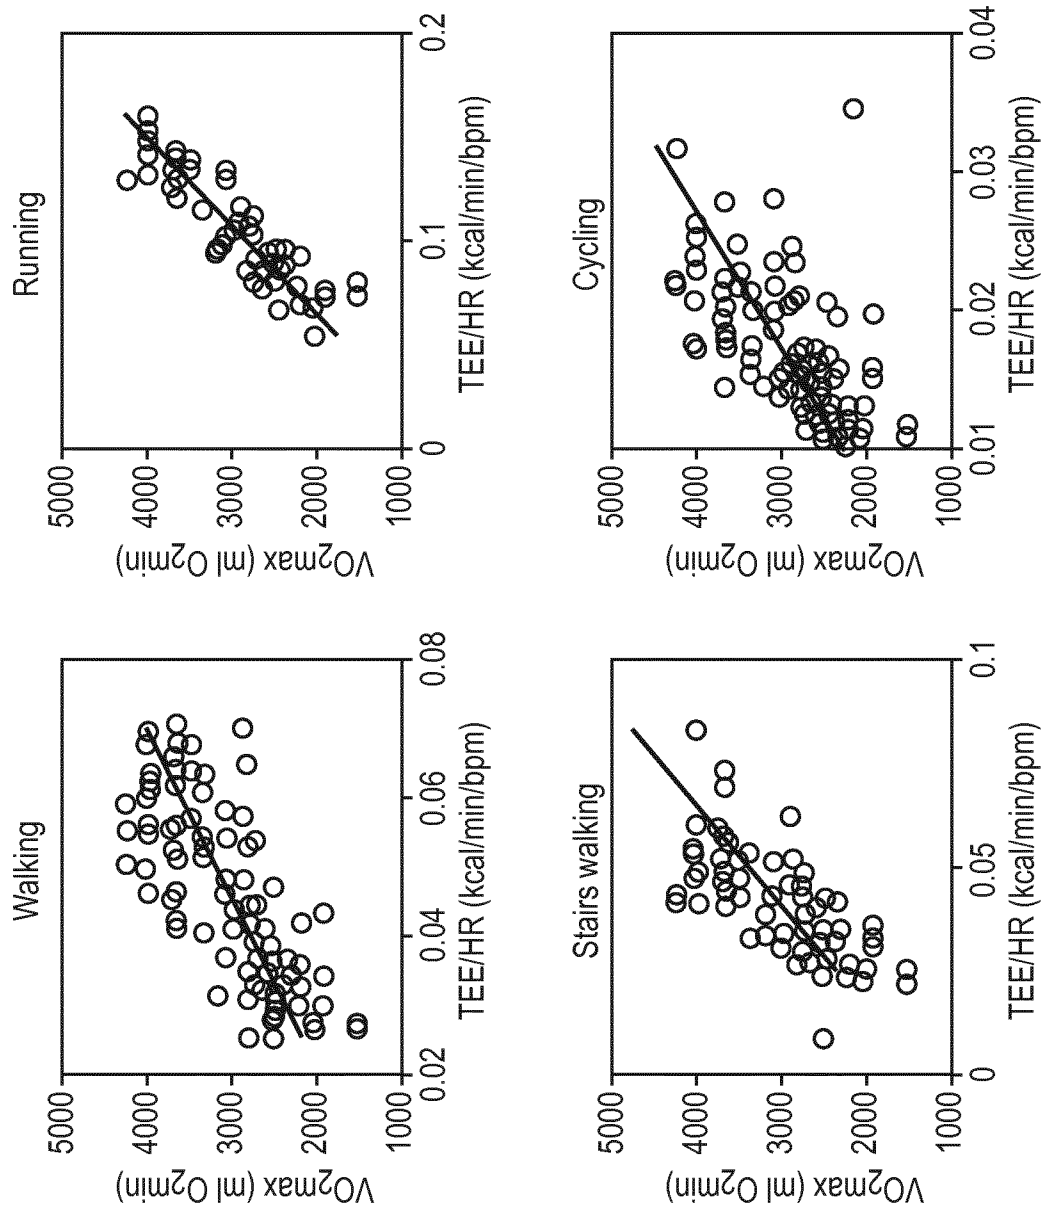 Walking
VO2max (ml O2min)
5000
4000
3000
2000
1000
0.02 0.04 0.06 0.08
TEE/HR (kcal/min/bpm)
Running
VO2max (ml O2min)
5000
4000
3000
2000
1000
0 0.1 0.2
TEE/HR (kcal/min/bpm)
Stairs walking
VO2max (ml O2min)
5000
4000
3000
2000
1000
0 0.05 0.1
TEE/HR (kcal/min/bpm)
Cycling
VO2max (ml O2min)
5000
4000
3000
2000
1000
0.01 0.02 0.03 0.04
TEE/HR (kcal/min/bpm)